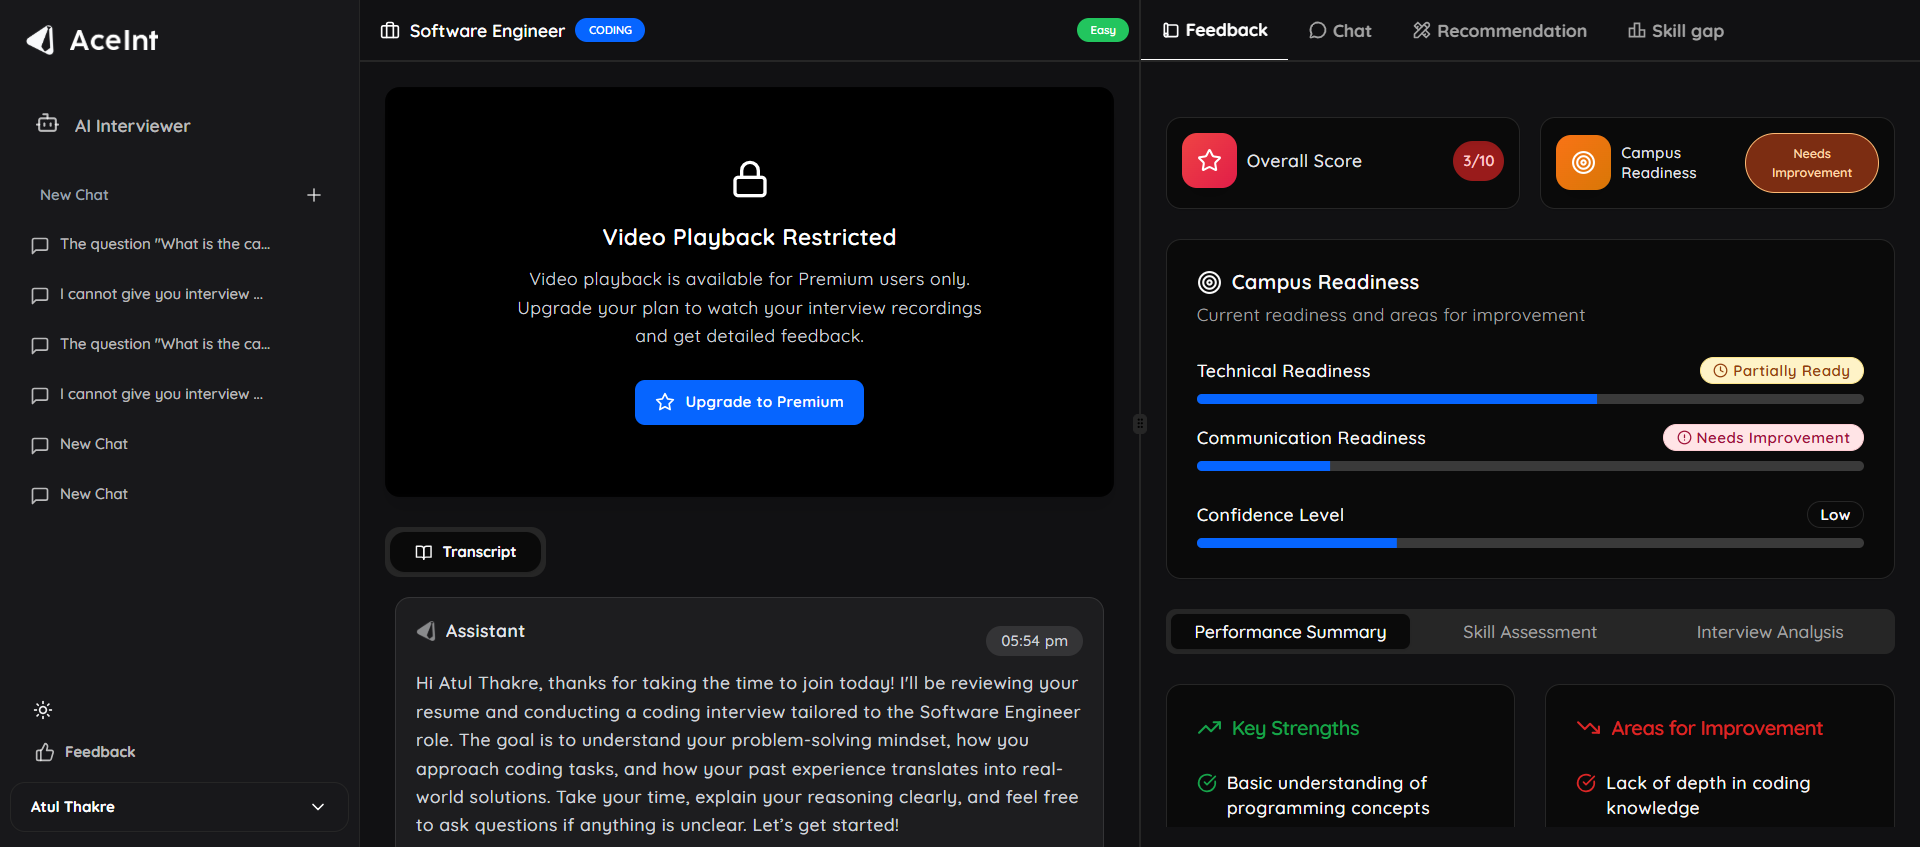 AceInt
AI Interviewer
New Chat
The question "What is the ca...
I cannot give you interview ...
The question "What is the ca...
I cannot give you interview ...
New Chat
New Chat
Feedback
Atul Thakre
Software Engineer
CODING
Easy
Video Playback Restricted
Video playback is available for Premium users only.
Upgrade your plan to watch your interview recordings
and get detailed feedback.
Upgrade to Premium
Transcript
Assistant
05:54 pm
Hi Atul Thakre, thanks for taking the time to join today! I'll be reviewing your
resume and conducting a coding interview tailored to the Software Engineer
role. The goal is to understand your problem-solving mindset, how you
approach coding tasks, and how your past experience translates into real-
world solutions. Take your time, explain your reasoning clearly, and feel free
to ask questions if anything is unclear. Let's get started!
Feedback
Chat
Recommendation
Skill gap
Overall Score
3/10
Campus
Readiness
Needs
Improvement
Campus Readiness
Current readiness and areas for improvement
Technical Readiness
Partially Ready
Communication Readiness
Needs Improvement
Confidence Level
Low
Performance Summary
Skill Assessment
Interview Analysis
Key Strengths
Basic understanding of
programming concepts
Areas for Improvement
Lack of depth in coding
knowledge